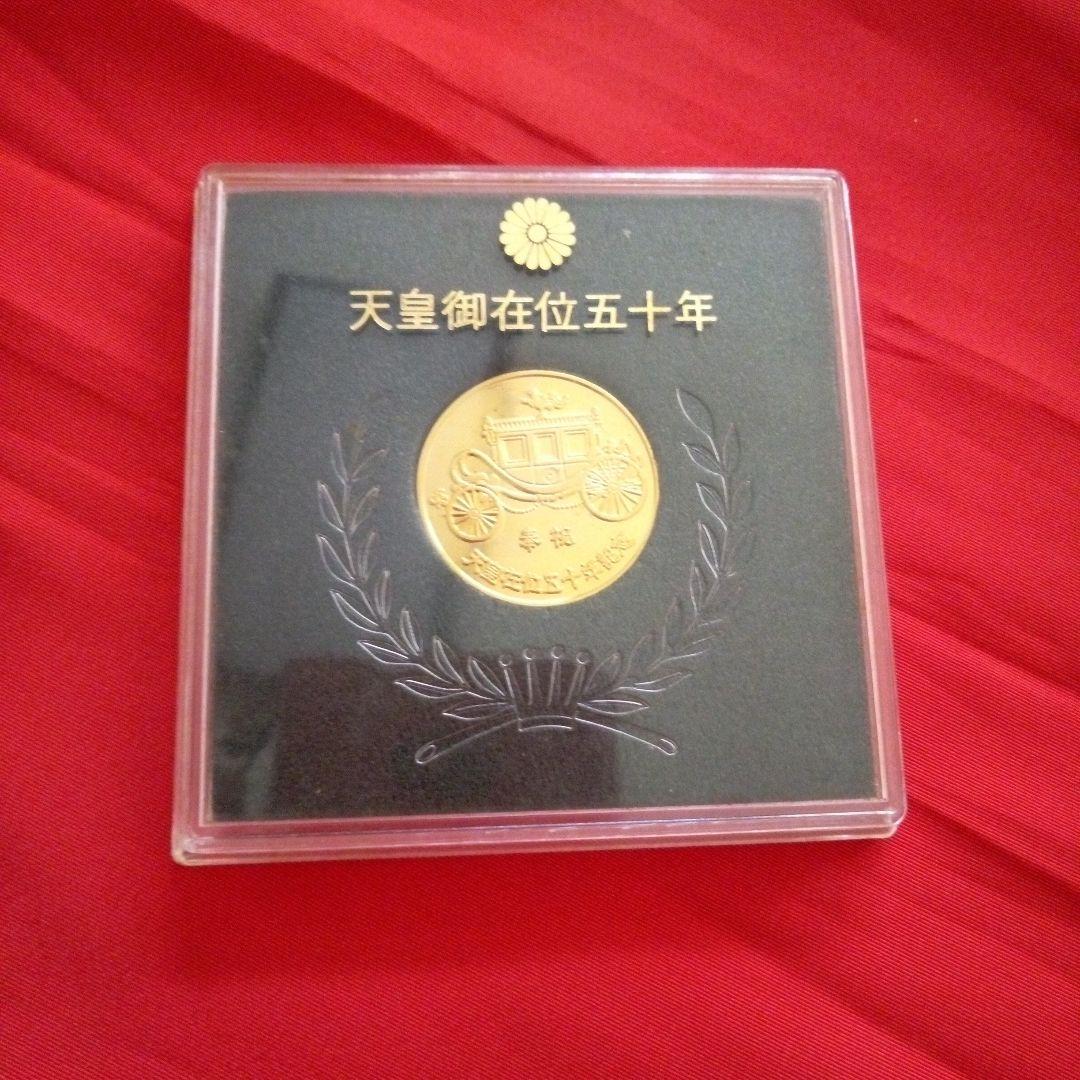 天皇御在位五十年
奉祝
天皇在位五十年記念